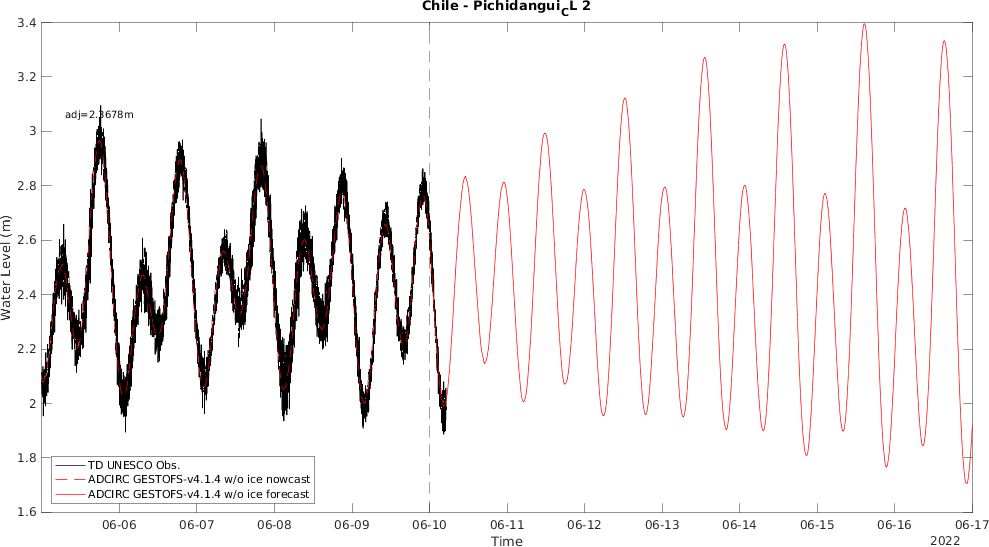 Chile - Pichidangui_CL 2
3.4
3.2
3
2.8
2.6
2.4
2.2
2
1.8
1.6
Water Level (m)
adj=2.3678m
TD UNESCO Obs.
ADCIRC GESTOFS-v4.1.4 w/o ice nowcast
ADCIRC GESTOFS-v4.1.4 w/o ice forecast
06-06 06-07 06-08 06-09 06-10 06-11 06-12 06-13 06-14 06-15 06-16 06-17
Time
2022